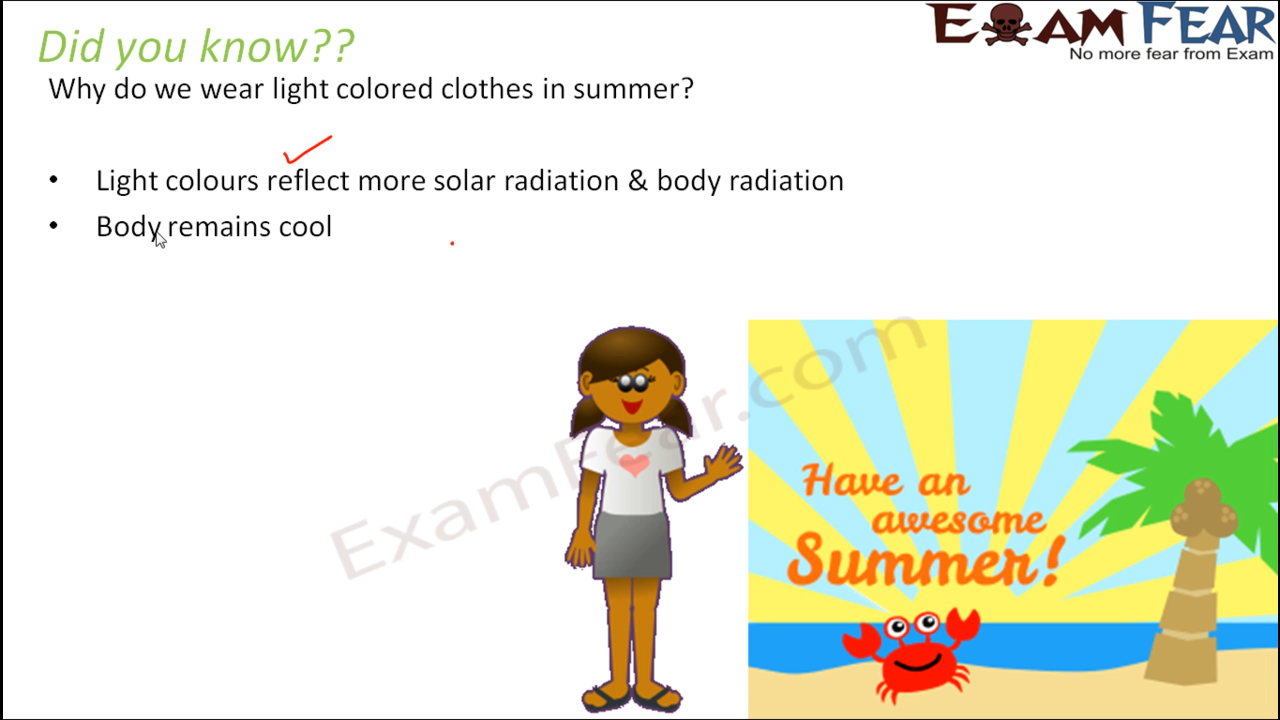 Did you know??
EXAM FEAR
No more fear from Exam
Why do we wear light colored clothes in summer?
• Light colours reflect more solar radiation & body radiation
• Body remains cool
ExamFear.com
Have an
awesome
Summer!